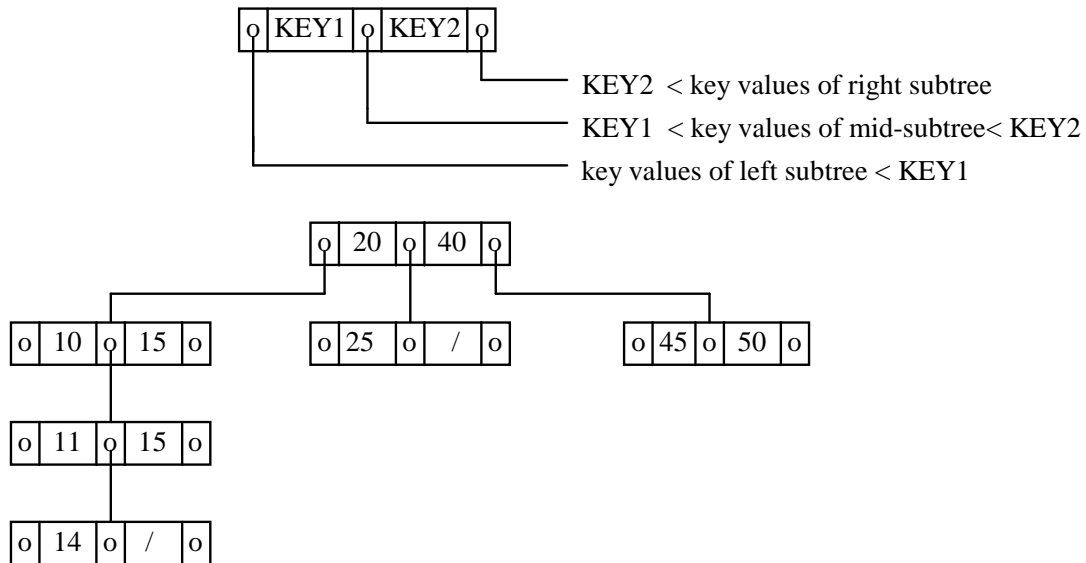 o KEY1 o KEY2 o
KEY2 < key values of right subtree
KEY1 < key values of mid-subtree< KEY2
key values of left subtree < KEY1
o 20 o 40 o
o 10 o 15 o
o 25 o / o
o 45 o 50 o
o 11 o 15 o
o 14 o / o